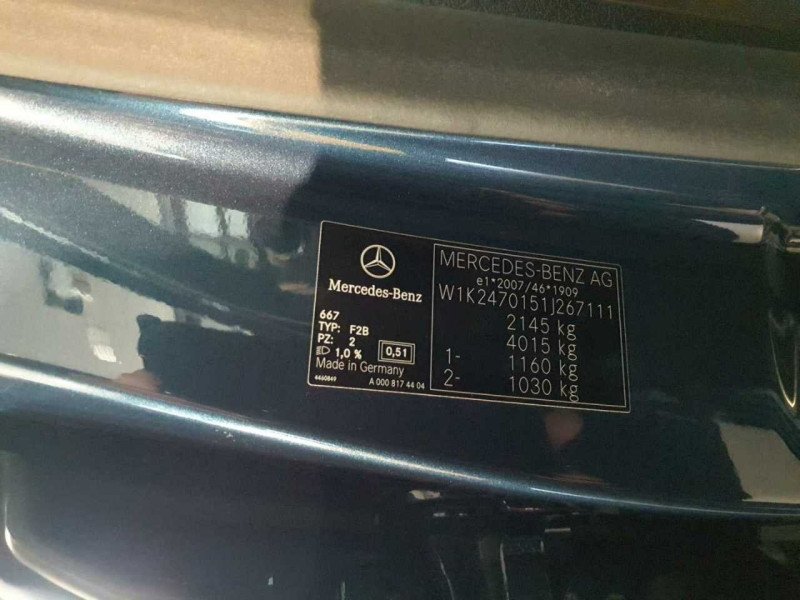 Mercedes-Benz
667
TYP: F2B
PZ: 2
1,0 % 0,51
Made in Germany
4460849 A 000 817 44 04
MERCEDES-BENZ AG
e1*2007/46*1909
W1K2470151J267111
2145 kg
4015 kg
1- 1160 kg
2- 1030 kg